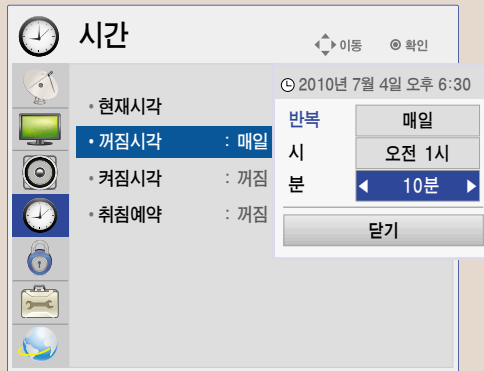 시간
이동 확인
2010년 7월 4일 오후 6:30
• 현재시각
• 꺼짐시각 : 매일
• 켜짐시각 : 꺼짐
• 취침예약 : 꺼짐
반복 매일
시 오전 1시
분 10분
닫기